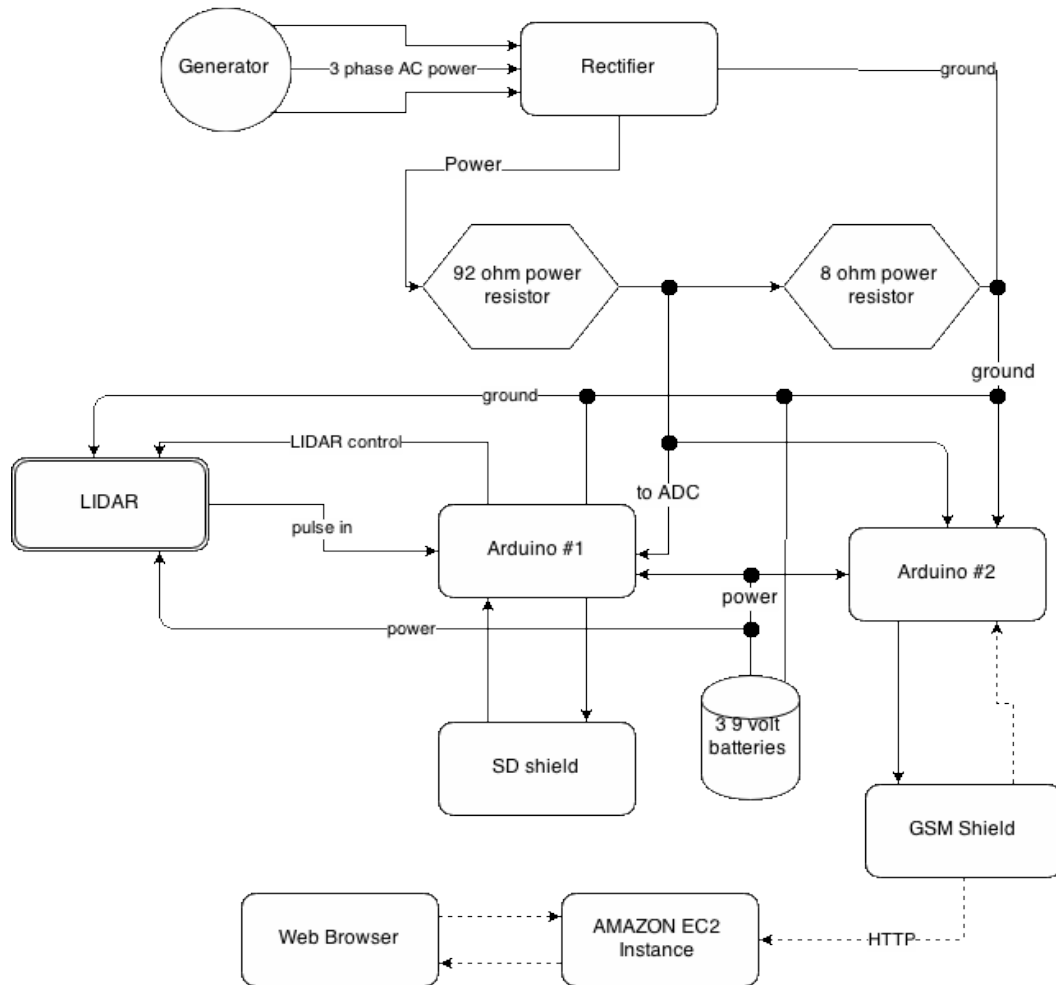 Generator
3 phase AC power
Rectifier
ground
Power
92 ohm power
resistor
8 ohm power
resistor
ground
ground
LIDAR control
LIDAR
to ADC
pulse in
Arduino #1
Arduino #2
power
power
3 9 volt
batteries
SD shield
GSM Shield
Web Browser
AMAZON EC2
Instance
HTTP